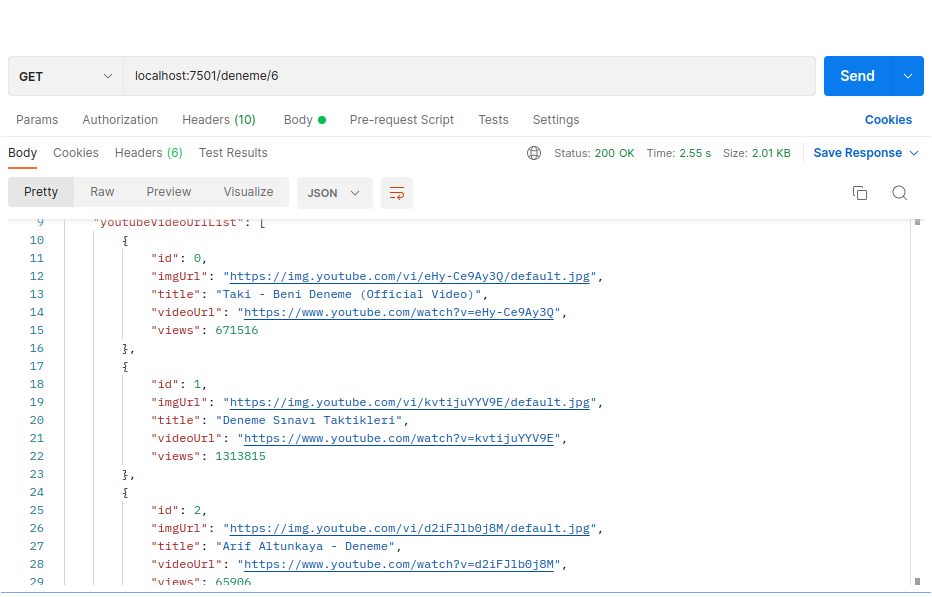 GET localhost:7501/deneme/6 Send
Params Authorization Headers (10) Body Pre-request Script Tests Settings Cookies
Body Cookies Headers (6) Test Results Status: 200 OK Time: 2.55 s Size: 2.01 KB Save Response
Pretty Raw Preview Visualize JSON
9 "youtubeVideoUrlList": [
10 {
11 "id": 0,
12 "imgUrl": "https://img.youtube.com/vi/eHy-Ce9Ay3Q/default.jpg",
13 "title": "Taki - Beni Deneme (Official Video)",
14 "videoUrl": "https://www.youtube.com/watch?v=eHy-Ce9Ay3Q",
15 "views": 671516
16 },
17 {
18 "id": 1,
19 "imgUrl": "https://img.youtube.com/vi/kvtijuYYV9E/default.jpg",
20 "title": "Deneme Sınavı Taktikleri",
21 "videoUrl": "https://www.youtube.com/watch?v=kvtijuYYV9E",
22 "views": 1313815
23 },
24 {
25 "id": 2,
26 "imgUrl": "https://img.youtube.com/vi/d2iFJlb0j8M/default.jpg",
27 "title": "Arif Altunkaya - Deneme",
28 "videoUrl": "https://www.youtube.com/watch?v=d2iFJlb0j8M",
29 "views": 65906